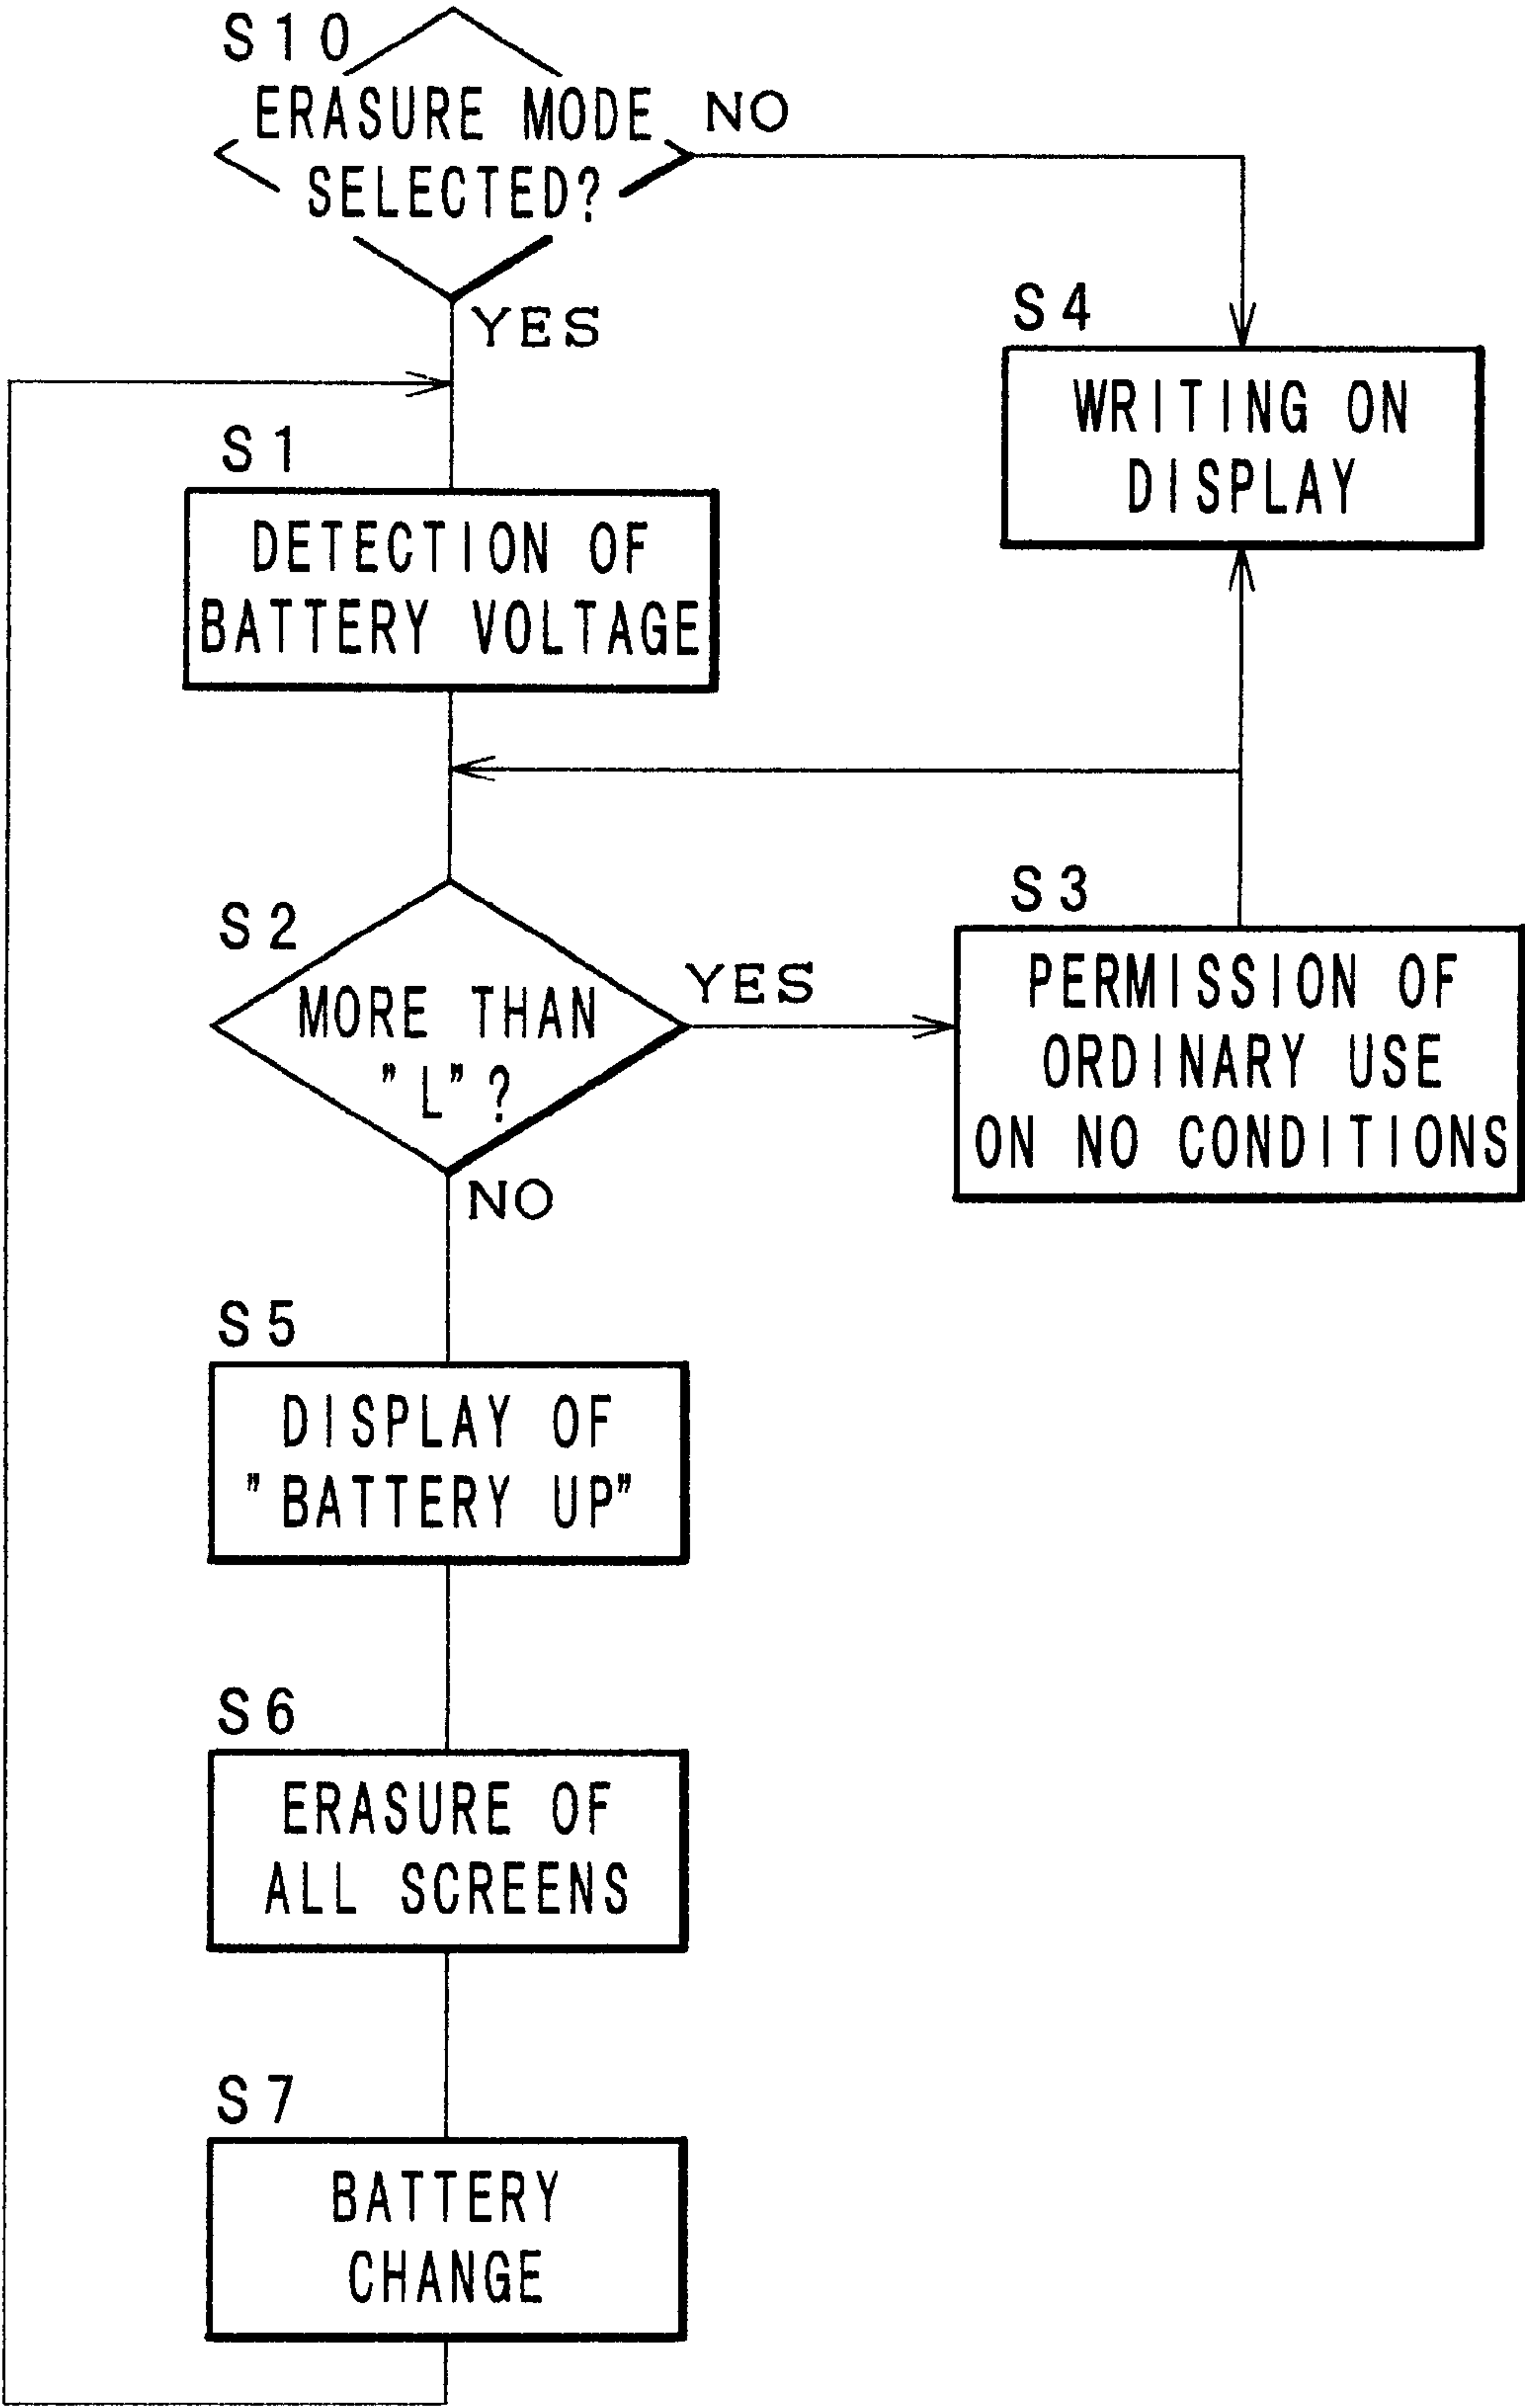 S10
ERASURE MODE
SELECTED?
NO
YES
S4
WRITING ON
DISPLAY
S1
DETECTION OF
BATTERY VOLTAGE
S2
MORE THAN
"L"?
YES
NO
S3
PERMISSION OF
ORDINARY USE
ON NO CONDITIONS
S5
DISPLAY OF
"BATTERY UP"
S6
ERASURE OF
ALL SCREENS
S7
BATTERY
CHANGE